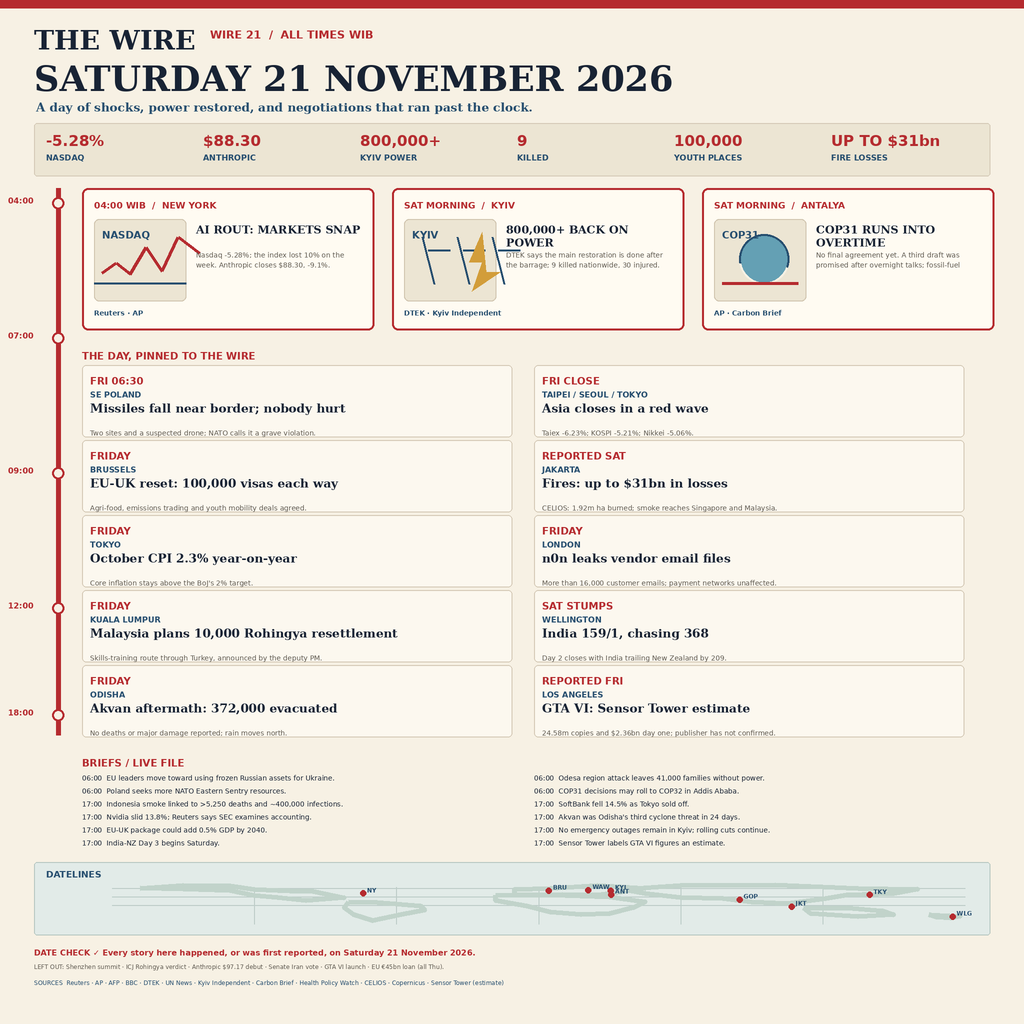 THE WIRE
WIRE 21 / ALL TIMES WIB
SATURDAY 21 NOVEMBER 2026
A day of shocks, power restored, and negotiations that ran past the clock.
-5.28%
NASDAQ
$88.30
ANTHROPIC
800,000+
KYIV POWER
9
KILLED
100,000
YOUTH PLACES
UP TO $31bn
FIRE LOSSES
04:00
07:00
09:00
12:00
18:00
04:00 WIB / NEW YORK
NASDAQ
AI ROUT: MARKETS SNAP
Nasdaq -5.28%; the index lost 10% on the
week. Anthropic closes $88.30, -9.1%.
Reuters · AP
SAT MORNING / KYIV
KYIV
800,000+ BACK ON
POWER
DTEK says the main restoration is done after
the barrage; 9 killed nationwide, 30 injured.
DTEK · Kyiv Independent
SAT MORNING / ANTALYA
COP31
COP31 RUNS INTO
OVERTIME
No final agreement yet. A third draft was
promised after overnight talks; fossil-fuel
AP · Carbon Brief
THE DAY, PINNED TO THE WIRE
FRI 06:30
SE POLAND
Missiles fall near border; nobody hurt
Two sites and a suspected drone; NATO calls it a grave violation.
FRI CLOSE
TAIPEI / SEOUL / TOKYO
Asia closes in a red wave
Taiex -6.23%; KOSPI -5.21%; Nikkei -5.06%.
FRIDAY
BRUSSELS
EU-UK reset: 100,000 visas each way
Agri-food, emissions trading and youth mobility deals agreed.
REPORTED SAT
JAKARTA
Fires: up to $31bn in losses
CELIOS: 1.92m ha burned; smoke reaches Singapore and Malaysia.
FRIDAY
TOKYO
October CPI 2.3% year-on-year
Core inflation stays above the BoJ's 2% target.
FRIDAY
LONDON
n0n leaks vendor email files
More than 16,000 customer emails; payment networks unaffected.
FRIDAY
KUALA LUMPUR
Malaysia plans 10,000 Rohingya resettlement
Skills-training route through Turkey, announced by the deputy PM.
SAT STUMPS
WELLINGTON
India 159/1, chasing 368
Day 2 closes with India trailing New Zealand by 209.
FRIDAY
ODISHA
Akvan aftermath: 372,000 evacuated
No deaths or major damage reported; rain moves north.
REPORTED FRI
LOS ANGELES
GTA VI: Sensor Tower estimate
24.58m copies and $2.36bn day one; publisher has not confirmed.
BRIEFS / LIVE FILE
06:00 EU leaders move toward using frozen Russian assets for Ukraine.
06:00 Poland seeks more NATO Eastern Sentry resources.
17:00 Indonesia smoke linked to >5,250 deaths and ~400,000 infections.
17:00 Nvidia slid 13.8%; Reuters says SEC examines accounting.
17:00 EU-UK package could add 0.5% GDP by 2040.
17:00 India-NZ Day 3 begins Saturday.
06:00 Odesa region attack leaves 41,000 families without power.
06:00 COP31 decisions may roll to COP32 in Addis Ababa.
17:00 SoftBank fell 14.5% as Tokyo sold off.
17:00 Akvan was Odisha's third cyclone threat in 24 days.
17:00 No emergency outages remain in Kyiv; rolling cuts continue.
17:00 Sensor Tower labels GTA VI figures an estimate.
DATELINES
NY
BRU
WAW
ANT
GOP
JKT
TKY
WLG
DATE CHECK ✓ Every story here happened, or was first reported, on Saturday 21 November 2026.
LEFT OUT: Shenzhen summit · ICJ Rohingya verdict · Anthropic $97.17 debut · Senate Iran vote · GTA VI launch · EU €45bn loan (all Thu).
SOURCES Reuters · AP · AFP · BBC · DTEK · UN News · Kyiv Independent · Carbon Brief · Health Policy Watch · CELIOS · Copernicus · Sensor Tower (estimate)